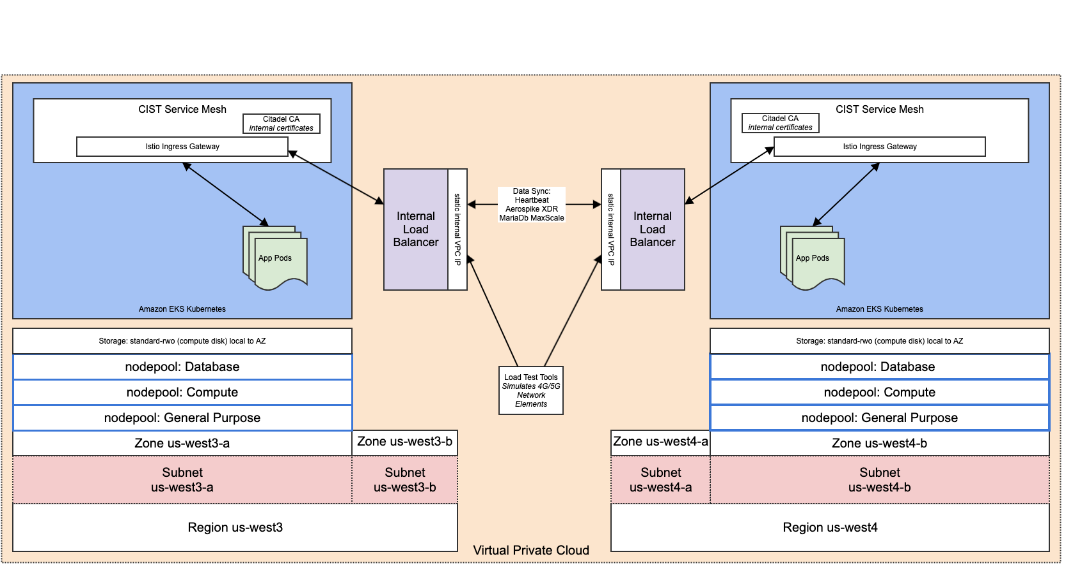 CIST Service Mesh
Citadel CA
Internal certificates
Istio Ingress Gateway
App Pods
Amazon EKS Kubernetes
Internal
Load
Balancer
static internal VPC IP
Data Sync:
Heartbeat
Aerospike XDR
MariaDb MaxScale
static internal VPC IP
Internal
Load
Balancer
CIST Service Mesh
Citadel CA
Internal certificates
Istio Ingress Gateway
App Pods
Amazon EKS Kubernetes
Load Test Tools
Simulates 4G/5G
Network
Elements
Storage: standard-rwo (compute disk) local to AZ
nodepool: Database
nodepool: Compute
nodepool: General Purpose
Zone us-west3-a
Zone us-west3-b
Subnet
us-west3-a
Subnet
us-west3-b
Region us-west3
Storage: standard-rwo (compute disk) local to AZ
nodepool: Database
nodepool: Compute
nodepool: General Purpose
Zone us-west4-a
Zone us-west4-b
Subnet
us-west4-a
Subnet
us-west4-b
Region us-west4
Virtual Private Cloud